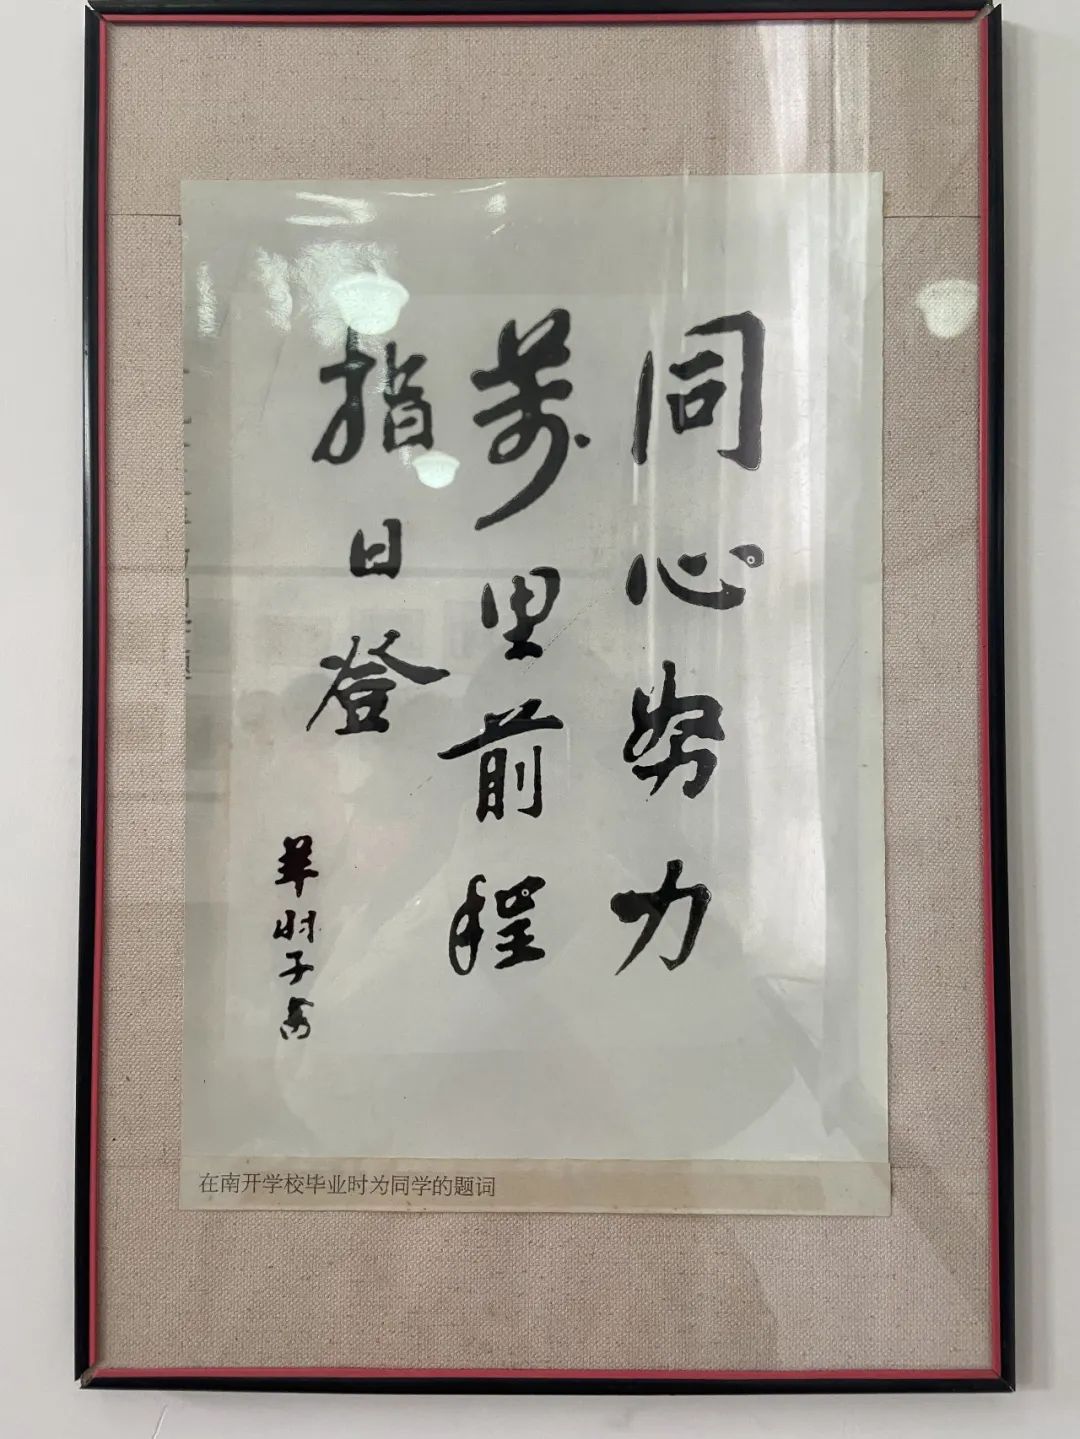 同心努力
萬里前程
指日登
在南开学校毕业时为同学的题词